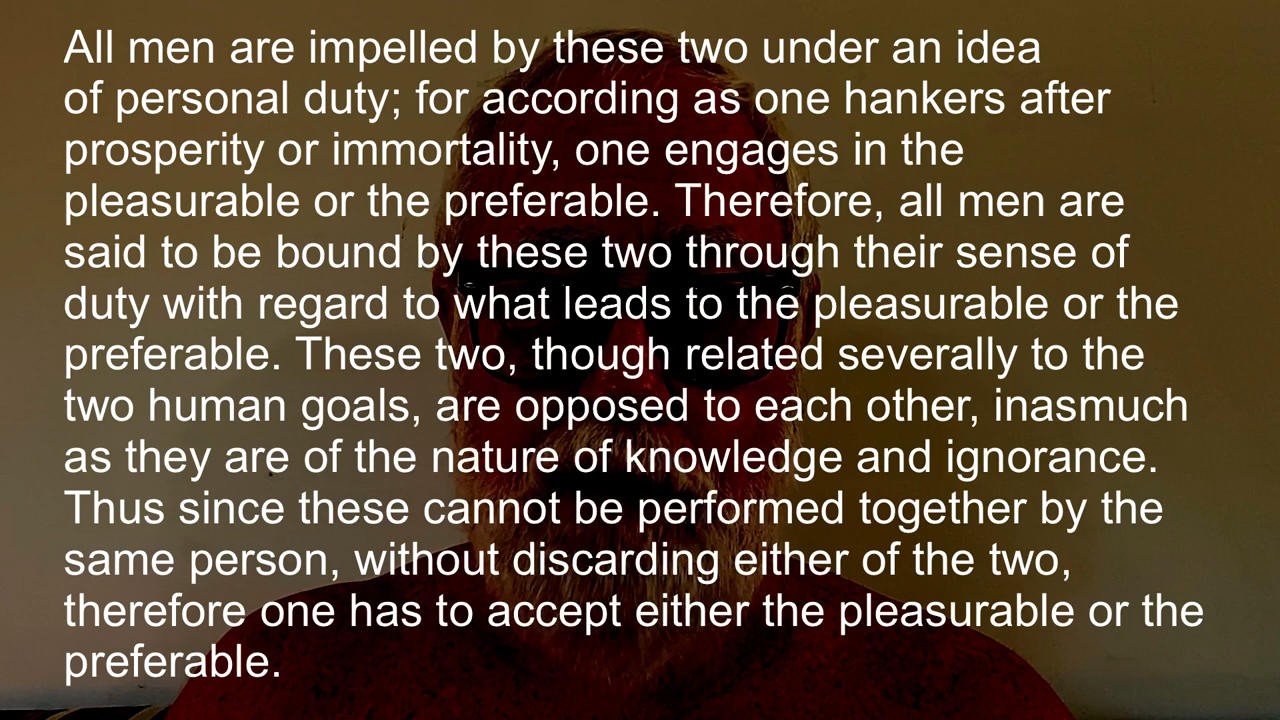 All men are impelled by these two under an idea
of personal duty; for according as one hankers after
prosperity or immortality, one engages in the
pleasurable or the preferable. Therefore, all men are
said to be bound by these two through their sense of
duty with regard to what leads to the pleasurable or the
preferable. These two, though related severally to the
two human goals, are opposed to each other, inasmuch
as they are of the nature of knowledge and ignorance.
Thus since these cannot be performed together by the
same person, without discarding either of the two,
therefore one has to accept either the pleasurable or the
preferable.